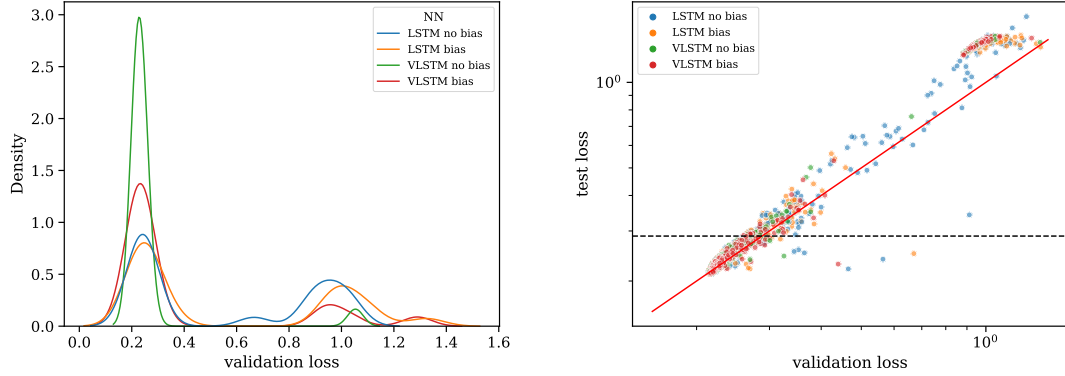 3.0
2.5
2.0
1.5
1.0
0.5
0.0
Density
0.0 0.2 0.4 0.6 0.8 1.0 1.2 1.4 1.6
validation loss
NN
LSTM no bias
LSTM bias
VLSTM no bias
VLSTM bias
LSTM no bias
LSTM bias
VLSTM no bias
VLSTM bias
10⁰
test loss
10⁰
validation loss